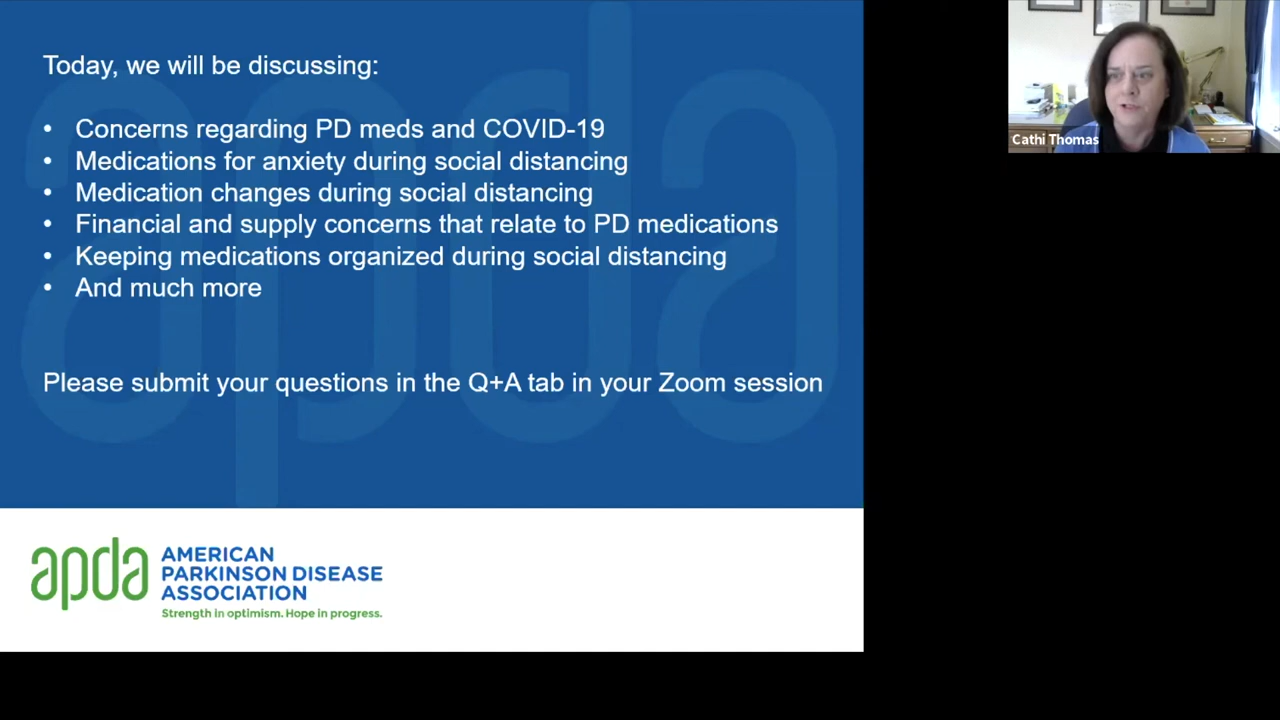 Today, we will be discussing:
• Concerns regarding PD meds and COVID-19
• Medications for anxiety during social distancing
• Medication changes during social distancing
• Financial and supply concerns that relate to PD medications
• Keeping medications organized during social distancing
• And much more
Please submit your questions in the Q+A tab in your Zoom session
apda
AMERICAN
PARKINSON DISEASE
ASSOCIATION
Strength in optimism. Hope in progress.
Cathi Thomas